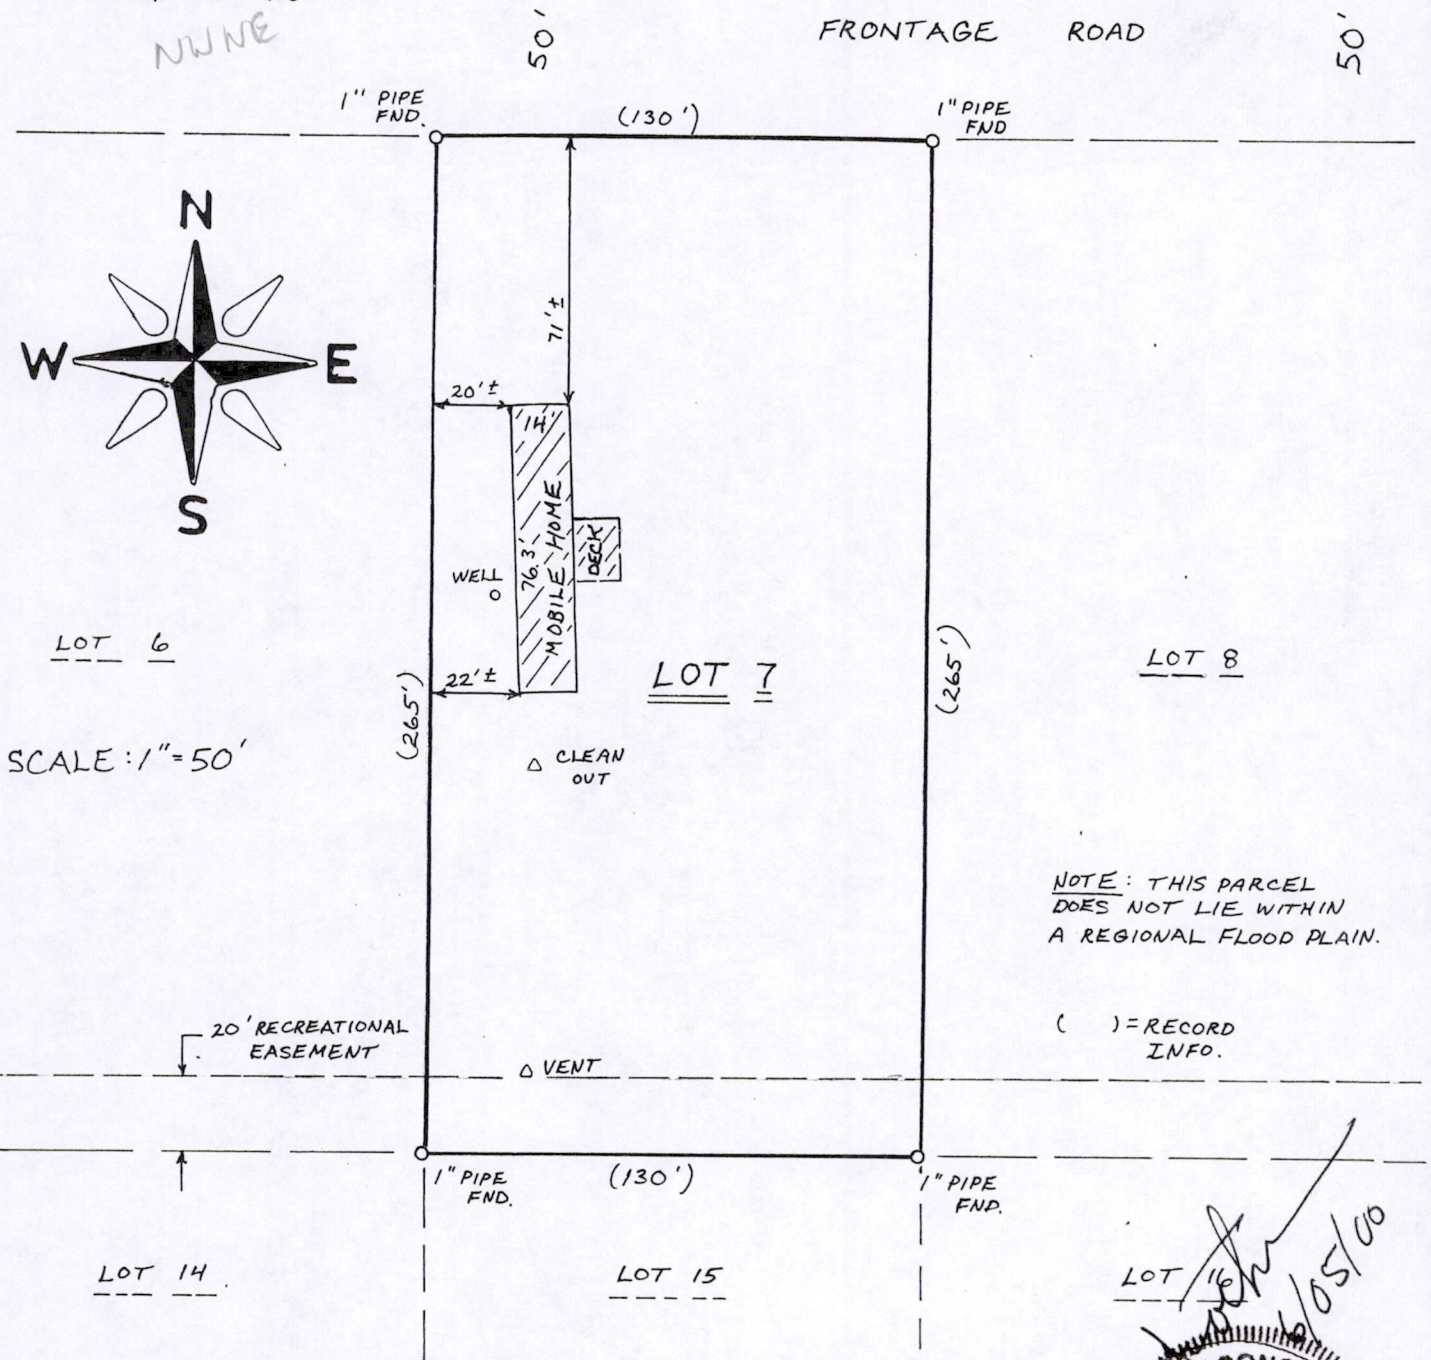 NWNE
50'
FRONTAGE ROAD
50'
1" PIPE
FND.
(130')
1" PIPE
FND
N
W E
S
71'±
20'±
14'
76.3'
MOBILE HOME
DECK
WELL
22'±
LOT 6
LOT 7
LOT 8
(265')
(265')
SCALE: 1"=50'
CLEAN
OUT
NOTE: THIS PARCEL
DOES NOT LIE WITHIN
A REGIONAL FLOOD PLAIN.
( ) = RECORD
INFO.
20' RECREATIONAL
EASEMENT
VENT
1" PIPE
FND.
(130')
1" PIPE
FND.
LOT 14
LOT 15
LOT 16
/05/00